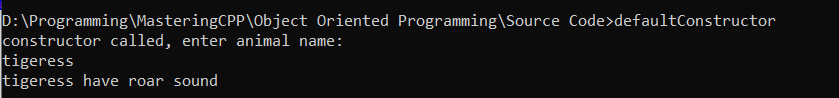 D:\Programming\MasteringCPP\Object Oriented Programming\Source Code>defaultConstructor
constructor called, enter animal name:
tigeress
tigeress have roar sound